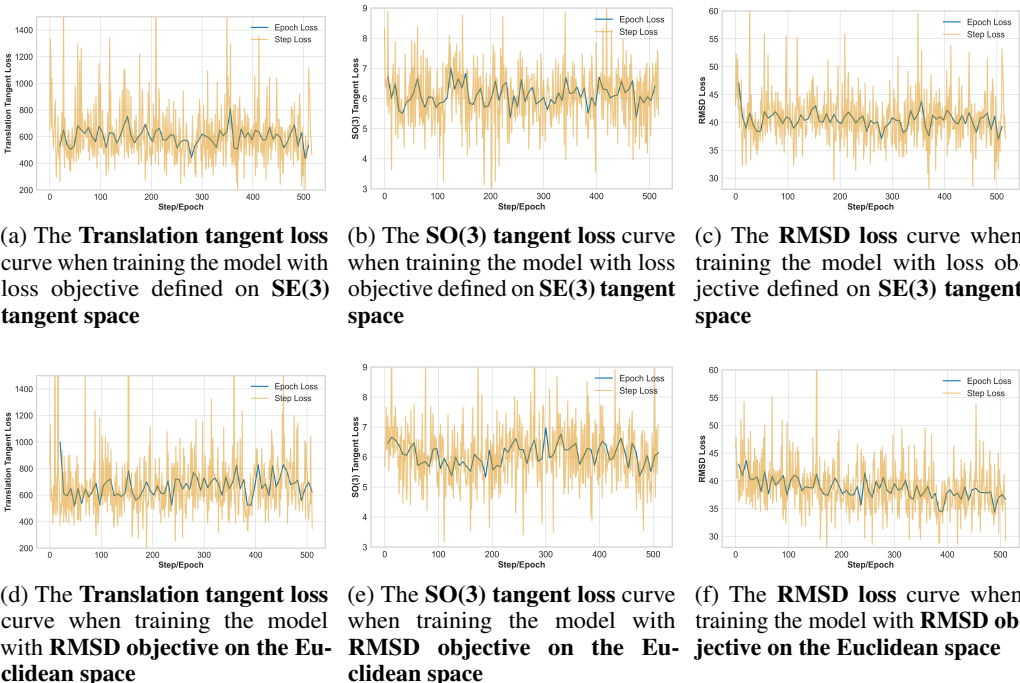 1400
1200
1000
800
600
400
200
Translation Tangent Loss
0 100 200 300 400 500
Step/Epoch
Epoch Loss
Step Loss
9
8
7
6
5
4
3
SO(3) Tangent Loss
0 100 200 300 400 500
Step/Epoch
Epoch Loss
Step Loss
60
55
50
45
40
35
30
RMSD Loss
0 100 200 300 400 500
Step/Epoch
Epoch Loss
Step Loss
(a) The Translation tangent loss
curve when training the model with
loss objective defined on SE(3)
tangent space
(b) The SO(3) tangent loss curve
when training the model with loss
objective defined on SE(3) tangent
space
(c) The RMSD loss curve when
training the model with loss ob-
jective defined on SE(3) tangent
space
1400
1200
1000
800
600
400
200
Translation Tangent Loss
0 100 200 300 400 500
Step/Epoch
Epoch Loss
Step Loss
9
8
7
6
5
4
3
SO(3) Tangent Loss
0 100 200 300 400 500
Step/Epoch
Epoch Loss
Step Loss
60
55
50
45
40
35
30
RMSD Loss
0 100 200 300 400 500
Step/Epoch
Epoch Loss
Step Loss
(d) The Translation tangent loss
curve when training the model
with RMSD objective on the Eu-
clidean space
(e) The SO(3) tangent loss curve
when training the model with
RMSD objective on the Eu-
clidean space
(f) The RMSD loss curve when
training the model with RMSD ob-
jective on the Euclidean space